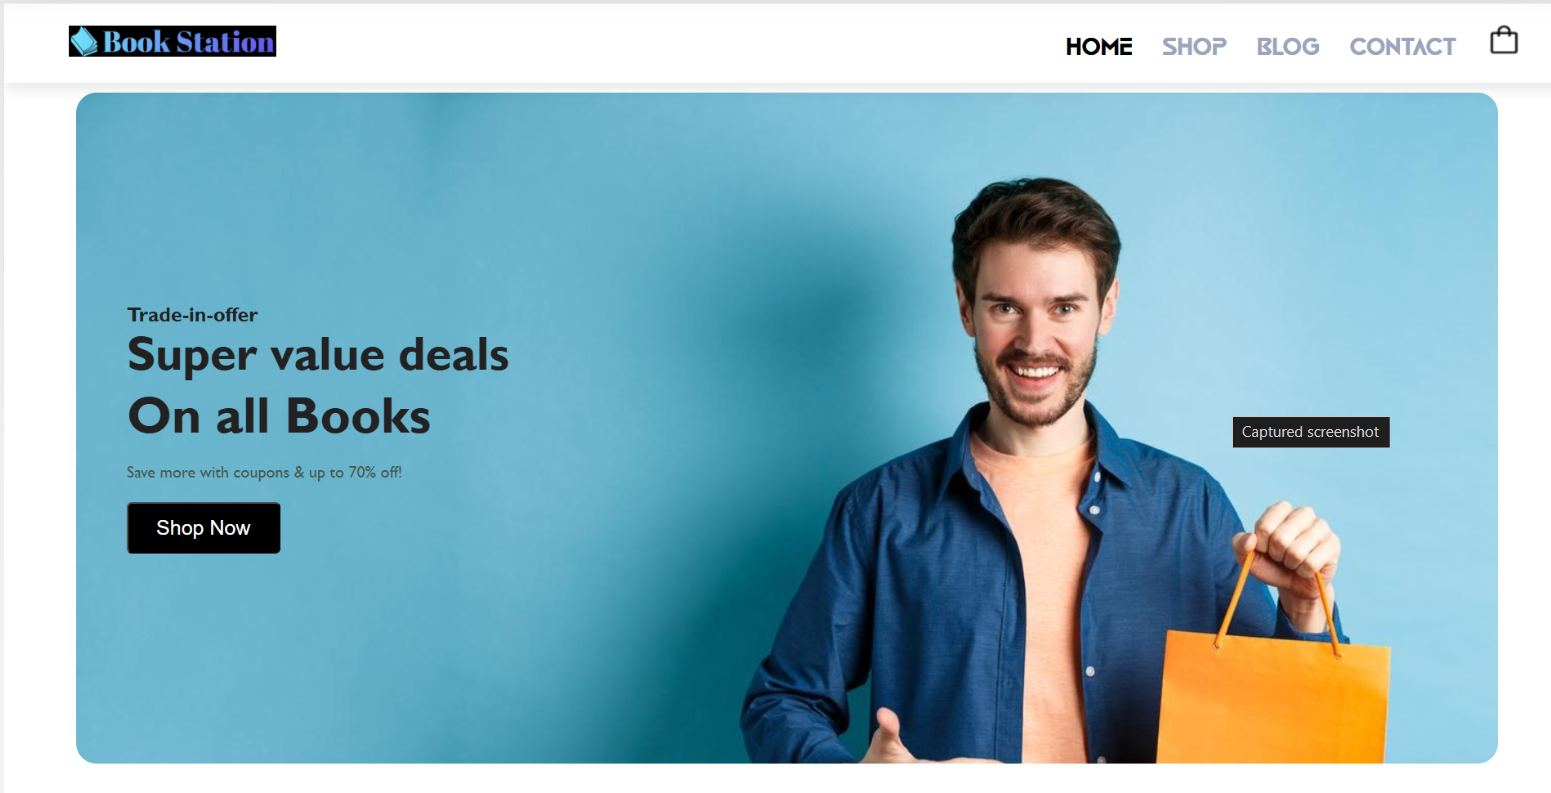 Book Station
HOME SHOP BLOG CONTACT
Trade-in-offer
Super value deals
On all Books
Save more with coupons & up to 70% off!
Shop Now
Captured screenshot